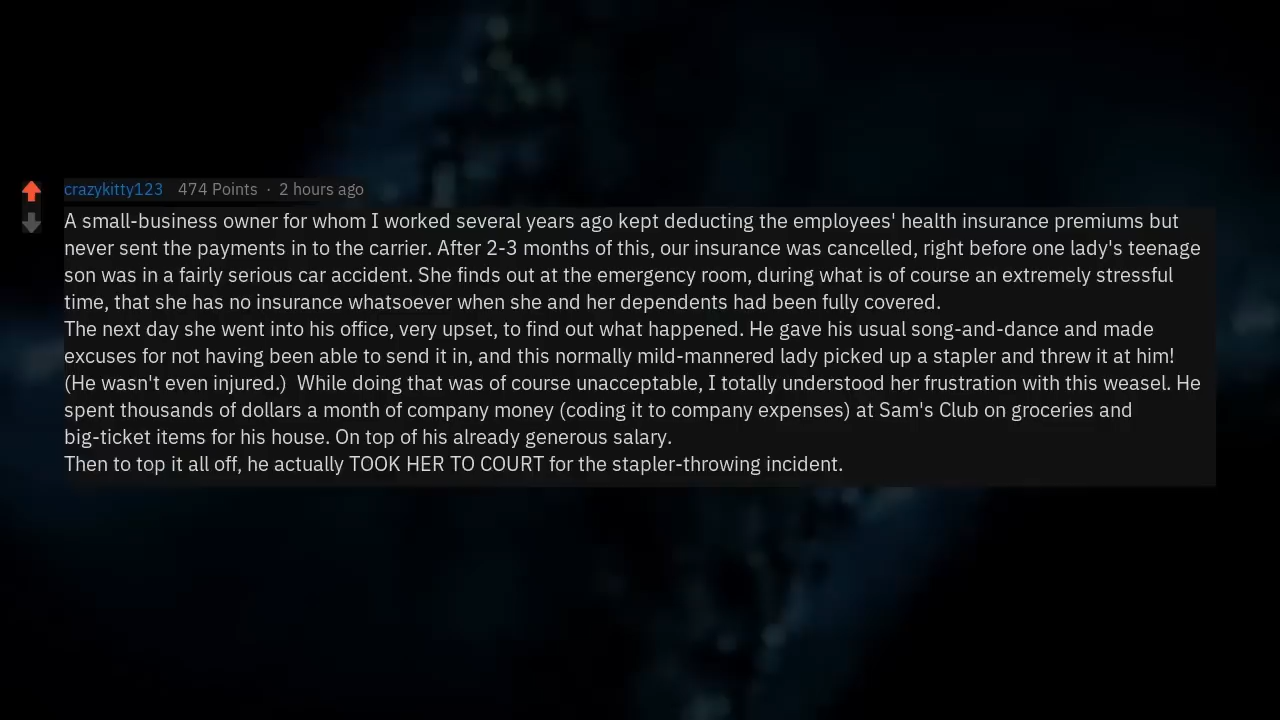 crazykitty123 474 Points · 2 hours ago
A small-business owner for whom I worked several years ago kept deducting the employees' health insurance premiums but
never sent the payments in to the carrier. After 2-3 months of this, our insurance was cancelled, right before one lady's teenage
son was in a fairly serious car accident. She finds out at the emergency room, during what is of course an extremely stressful
time, that she has no insurance whatsoever when she and her dependents had been fully covered.
The next day she went into his office, very upset, to find out what happened. He gave his usual song-and-dance and made
excuses for not having been able to send it in, and this normally mild-mannered lady picked up a stapler and threw it at him!
(He wasn't even injured.)  While doing that was of course unacceptable, I totally understood her frustration with this weasel. He
spent thousands of dollars a month of company money (coding it to company expenses) at Sam's Club on groceries and
big-ticket items for his house. On top of his already generous salary.
Then to top it all off, he actually TOOK HER TO COURT for the stapler-throwing incident.